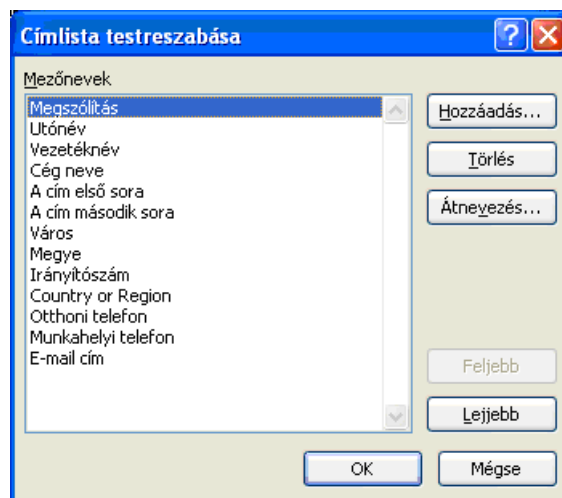 Címlista testreszabása
Mezőnevek
Megszólítás
Utónév
Vezetéknév
Cég neve
A cím első sora
A cím második sora
Város
Megye
Irányítószám
Country or Region
Otthoni telefon
Munkahelyi telefon
E-mail cím
Hozzáadás...
Törlés
Átnevezés...
Feljebb
Lejjebb
OK
Mégse